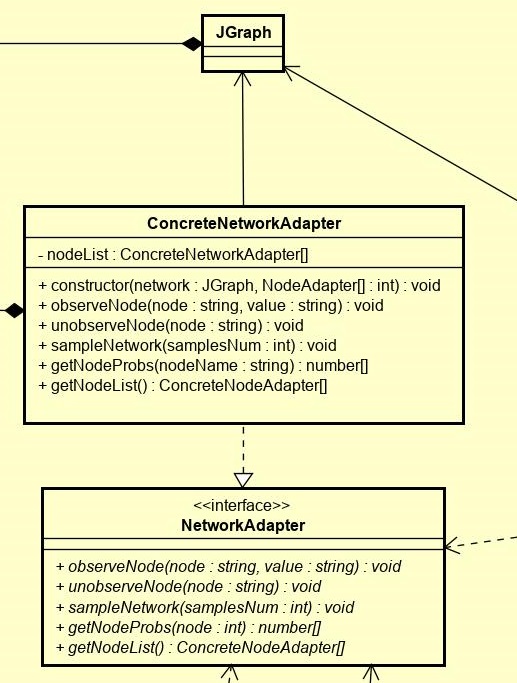 JGraph
ConcreteNetworkAdapter
- nodeList : ConcreteNetworkAdapter[]
+ constructor(network : JGraph, NodeAdapter[] : int) : void
+ observeNode(node : string, value : string) : void
+ unobserveNode(node : string) : void
+ sampleNetwork(samplesNum : int) : void
+ getNodeProbs(nodeName : string) : number[]
+ getNodeList() : ConcreteNodeAdapter[]
<<interface>>
NetworkAdapter
+ observeNode(node : string, value : string) : void
+ unobserveNode(node : string) : void
+ sampleNetwork(samplesNum : int) : void
+ getNodeProbs(node : int) : number[]
+ getNodeList() : ConcreteNodeAdapter[]